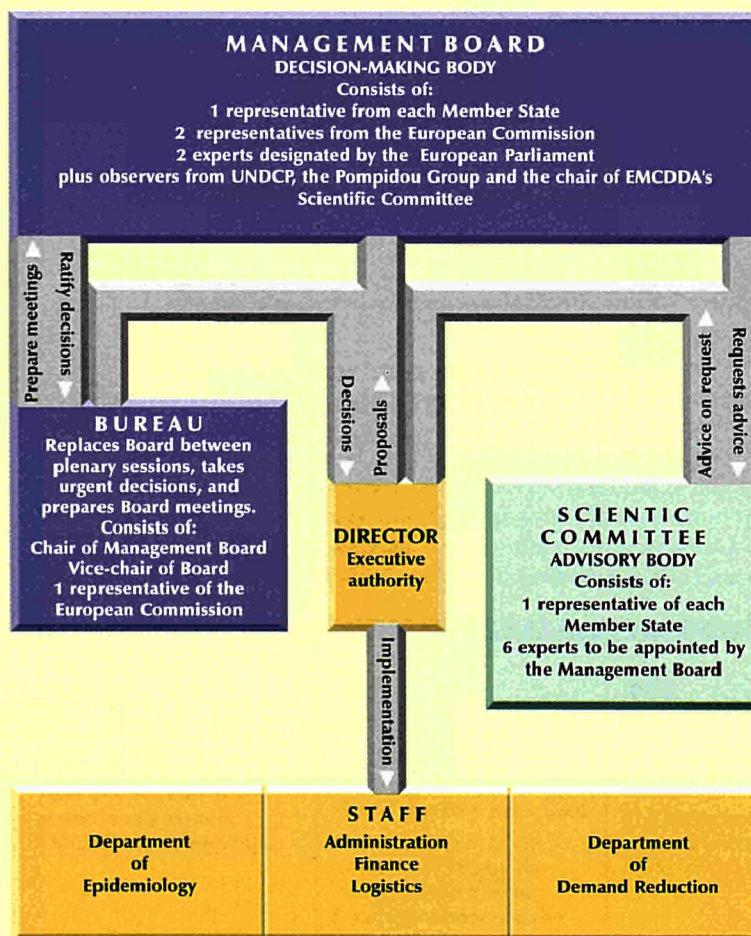 MANAGEMENT BOARD
DECISION-MAKING BODY
Consists of:
1 representative from each Member State
2 representatives from the European Commission
2 experts designated by the European Parliament
plus observers from UNDCP, the Pompidou Group and the chair of EMCDDA's
Scientific Committee
Prepare meetings
Ratify decisions
Decisions
Proposals
Advice on request
Requests advice
BUREAU
Replaces Board between
plenary sessions, takes
urgent decisions, and
prepares Board meetings.
Consists of:
Chair of Management Board
Vice-chair of Board
1 representative of the
European Commission
DIRECTOR
Executive
authority
SCIENTIC
COMMITTEE
ADVISORY BODY
Consists of:
1 representative of each
Member State
6 experts to be appointed by
the Management Board
Implementation
Department
of
Epidemiology
STAFF
Administration
Finance
Logistics
Department
of
Demand Reduction